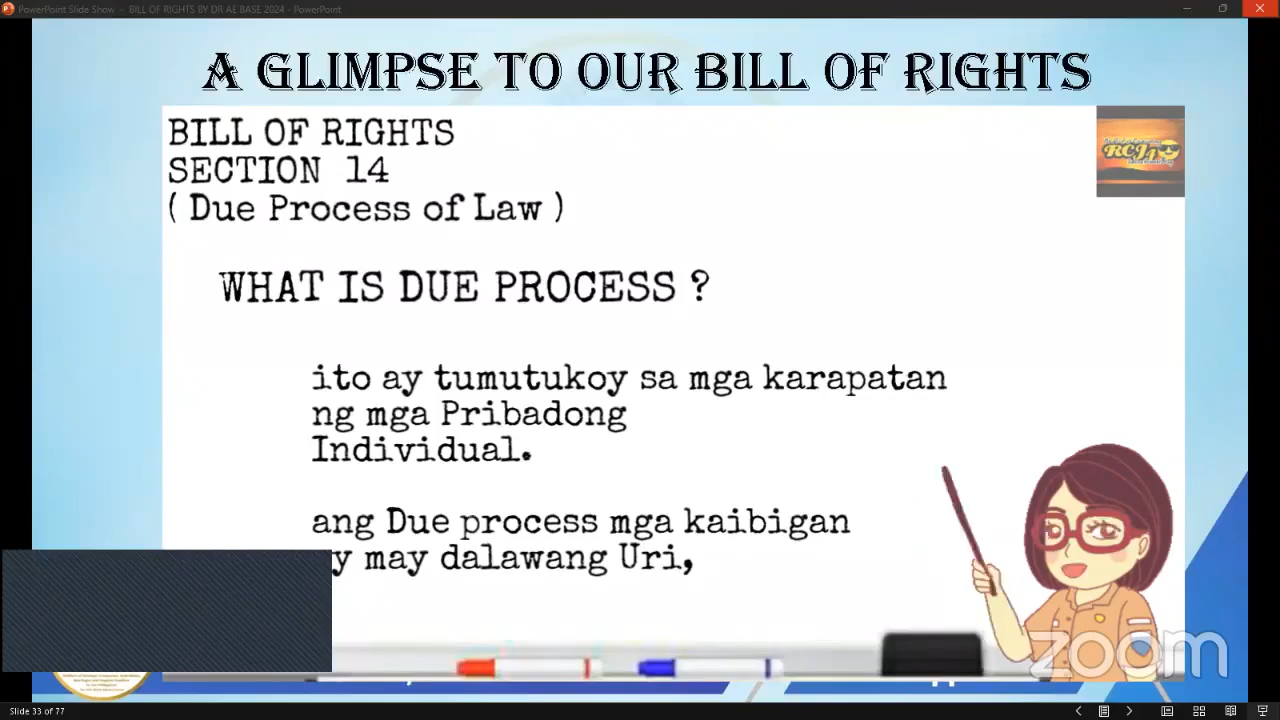 PowerPoint Slide Show - BILL OF RIGHTS BY DR AE BASE 2024 - PowerPoint
A GLIMPSE TO OUR BILL OF RIGHTS
BILL OF RIGHTS
SECTION 14
( Due Process of Law )
RCJ4
WHAT IS DUE PROCESS ?
ito ay tumutukoy sa mga karapatan
ng mga Pribadong
Individual.
ang Due process mga kaibigan
y may dalawang Uri,
zoom
Slide 33 of 77